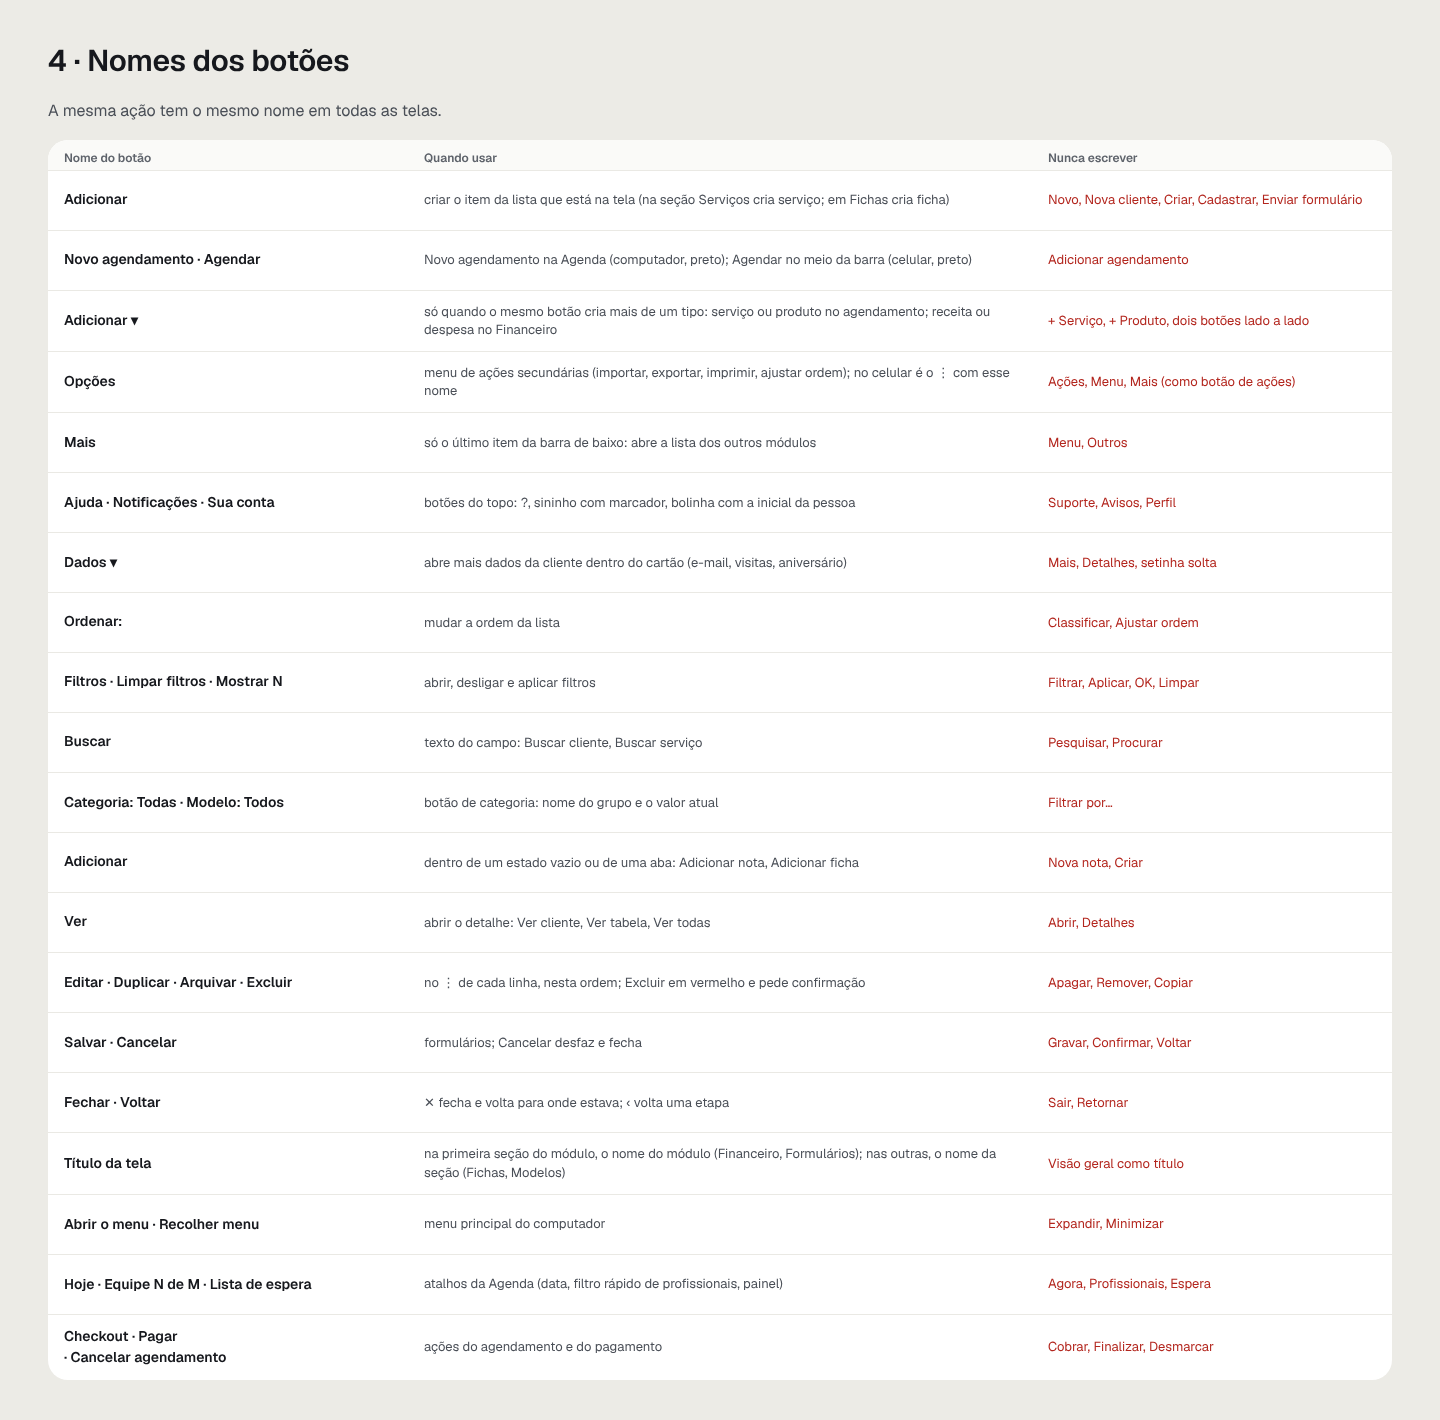 4 · Nomes dos botões
A mesma ação tem o mesmo nome em todas as telas.
Nome do botão Quando usar Nunca escrever
Adicionar criar o item da lista que está na tela (na seção Serviços cria serviço; em Fichas cria ficha) Novo, Nova cliente, Criar, Cadastrar, Enviar formulário
Novo agendamento · Agendar Novo agendamento na Agenda (computador, preto); Agendar no meio da barra (celular, preto) Adicionar agendamento
Adicionar ▾ só quando o mesmo botão cria mais de um tipo: serviço ou produto no agendamento; receita ou
despesa no Financeiro + Serviço, + Produto, dois botões lado a lado
Opções menu de ações secundárias (importar, exportar, imprimir, ajustar ordem); no celular é o ⋮ com esse
nome Ações, Menu, Mais (como botão de ações)
Mais só o último item da barra de baixo: abre a lista dos outros módulos Menu, Outros
Ajuda · Notificações · Sua conta botões do topo: ?, sininho com marcador, bolinha com a inicial da pessoa Suporte, Avisos, Perfil
Dados ▾ abre mais dados da cliente dentro do cartão (e-mail, visitas, aniversário) Mais, Detalhes, setinha solta
Ordenar: mudar a ordem da lista Classificar, Ajustar ordem
Filtros · Limpar filtros · Mostrar N abrir, desligar e aplicar filtros Filtrar, Aplicar, OK, Limpar
Buscar texto do campo: Buscar cliente, Buscar serviço Pesquisar, Procurar
Categoria: Todas · Modelo: Todos botão de categoria: nome do grupo e o valor atual Filtrar por…
Adicionar dentro de um estado vazio ou de uma aba: Adicionar nota, Adicionar ficha Nova nota, Criar
Ver abrir o detalhe: Ver cliente, Ver tabela, Ver todas Abrir, Detalhes
Editar · Duplicar · Arquivar · Excluir no ⋮ de cada linha, nesta ordem; Excluir em vermelho e pede confirmação Apagar, Remover, Copiar
Salvar · Cancelar formulários; Cancelar desfaz e fecha Gravar, Confirmar, Voltar
Fechar · Voltar ✕ fecha e volta para onde estava; ‹ volta uma etapa Sair, Retornar
Título da tela na primeira seção do módulo, o nome do módulo (Financeiro, Formulários); nas outras, o nome da
seção (Fichas, Modelos) Visão geral como título
Abrir o menu · Recolher menu menu principal do computador Expandir, Minimizar
Hoje · Equipe N de M · Lista de espera atalhos da Agenda (data, filtro rápido de profissionais, painel) Agora, Profissionais, Espera
Checkout · Pagar
· Cancelar agendamento ações do agendamento e do pagamento Cobrar, Finalizar, Desmarcar